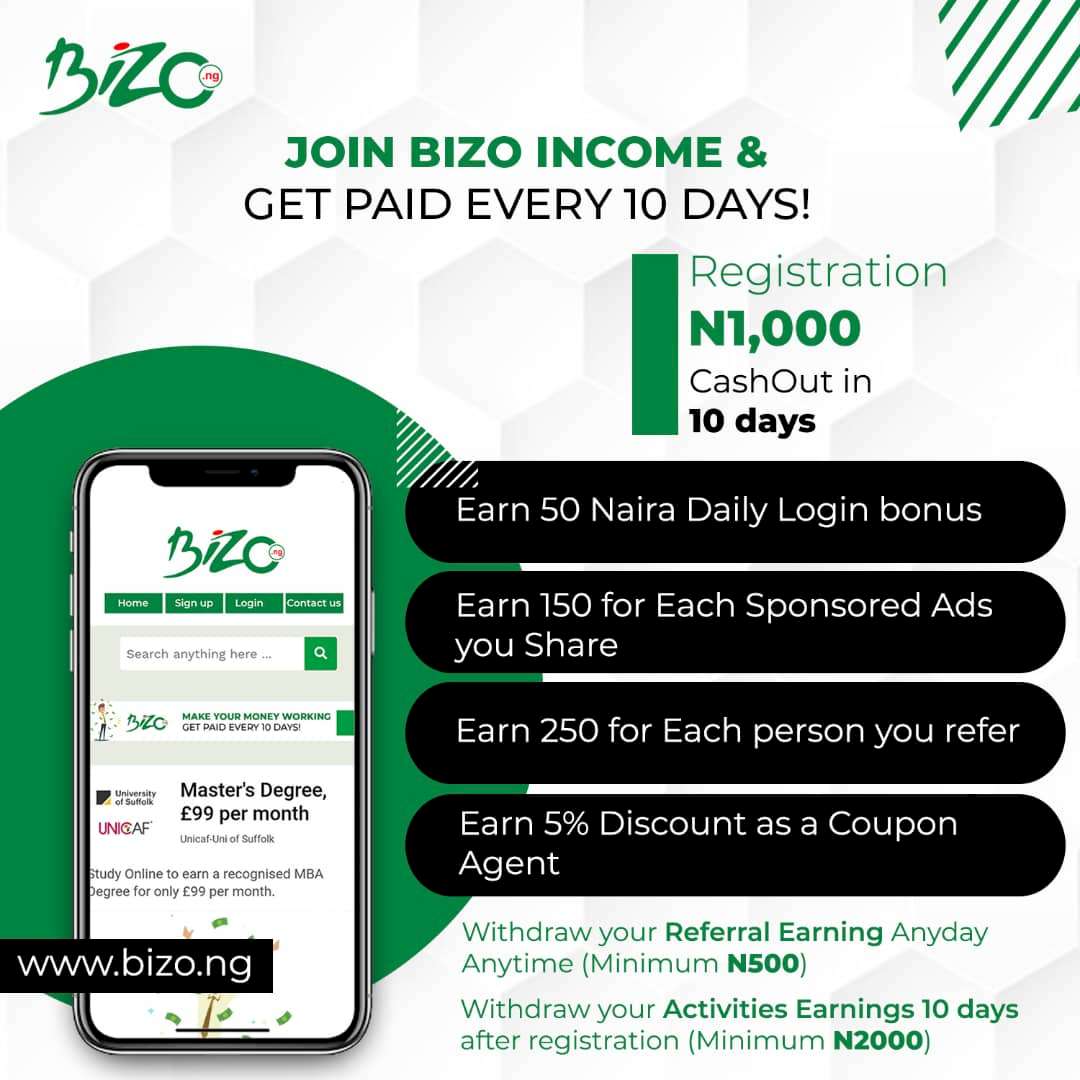 Bizo .ng
JOIN BIZO INCOME &
GET PAID EVERY 10 DAYS!
Registration
N1,000
CashOut in
10 days
Earn 50 Naira Daily Login bonus
Earn 150 for Each Sponsored Ads
you Share
Earn 250 for Each person you refer
Earn 5% Discount as a Coupon
Agent
Withdraw your Referral Earning Anyday
Anytime (Minimum N500)
Withdraw your Activities Earnings 10 days
after registration (Minimum N2000)
Bizo .ng
Home Sign up Login Contact us
Search anything here ...
Bizo
MAKE YOUR MONEY WORKING
GET PAID EVERY 10 DAYS!
University
of Suffolk
UNICAF
Master's Degree,
£99 per month
Unicaf-Uni of Suffolk
Study Online to earn a recognised MBA
Degree for only £99 per month.
www.bizo.ng